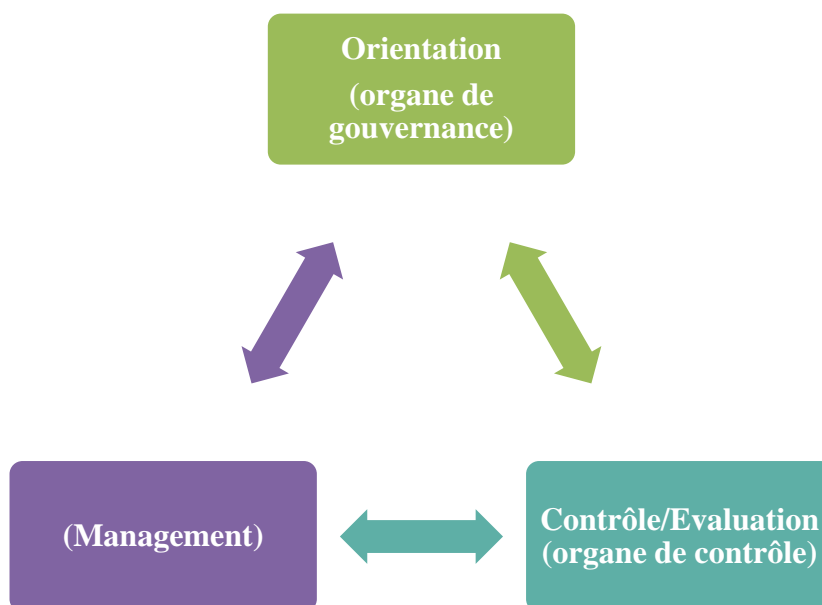 Orientation
(organe de
gouvernance)
(Management)
Contrôle/Evaluation
(organe de contrôle)